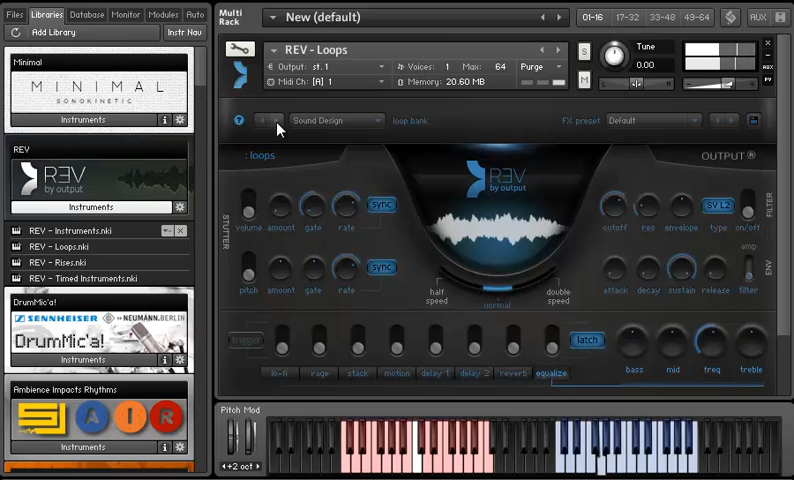 Files Libraries Database Monitor Modules Auto
Add Library Instr Nav
Minimal
MINIMAL
SONOKINETIC
Instruments i
REV
REV
by output
Instruments
REV - Instruments.nki
REV - Loops.nki
REV - Rises.nki
REV - Timed Instruments.nki
DrumMic'a!
SENNHEISER NEUMANN.BERLIN
DrumMic'a!
Instruments i
Ambience Impacts Rhythms
A I R
Instruments i
Multi
Rack
New (default)
01-16 17-32 33-48 49-64 AUX
REV - Loops
Output: st. 1 Voices: 1 Max: 64 Purge
Midi Ch: [A] 1 Memory: 20.60 MB
S
M
Tune
0.00
AUX
PV
? Sound Design loop bank FX preset Default
: loops
REV
by output
OUTPUT®
STUTTER
volume amount gate rate sync
pitch amount gate rate sync
half
speed
normal
double
speed
cutoff res envelope SV L2 type on/off FILTER
attack decay sustain release amp filter ENV
trigger latch
lo-fi rage stack motion delay 1 delay 2 reverb equalize
bass mid freq treble
Pitch Mod
+2 oct